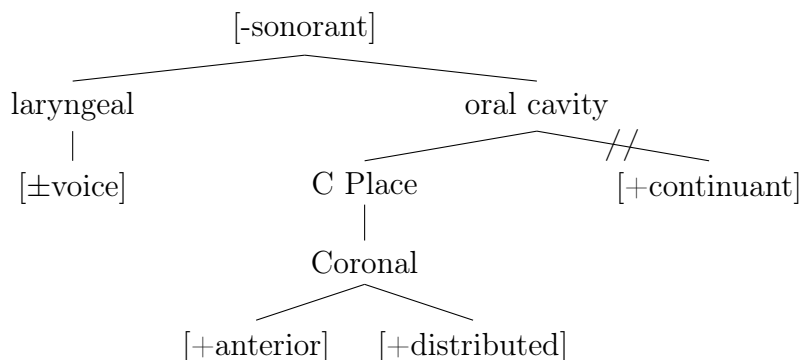 [-sonorant]
laryngeal oral cavity
[±voice] C Place [+continuant]
Coronal
[+anterior] [+distributed]